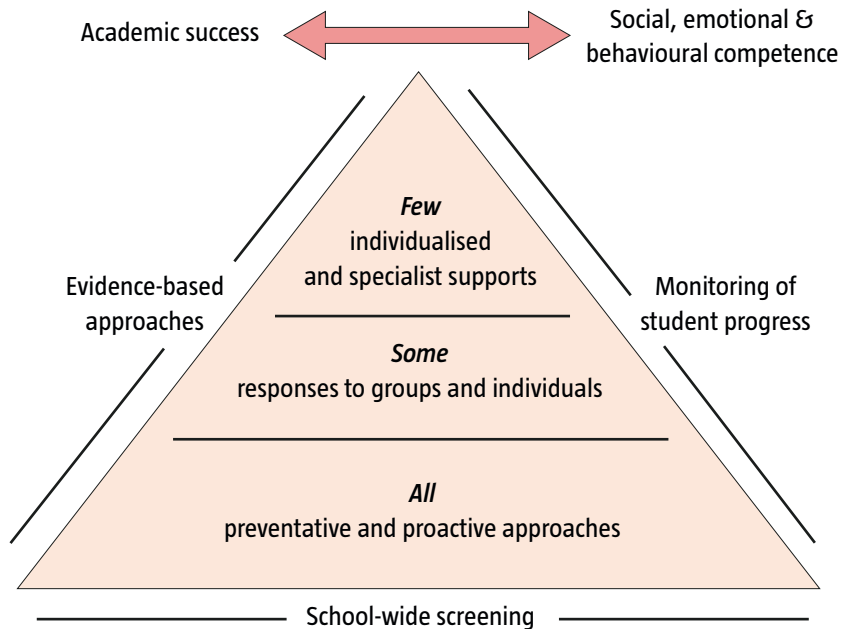 Academic success
Social, emotional &
behavioural competence
Few
individualised
and specialist supports
Evidence-based
approaches
Monitoring of
student progress
Some
responses to groups and individuals
All
preventative and proactive approaches
School-wide screening